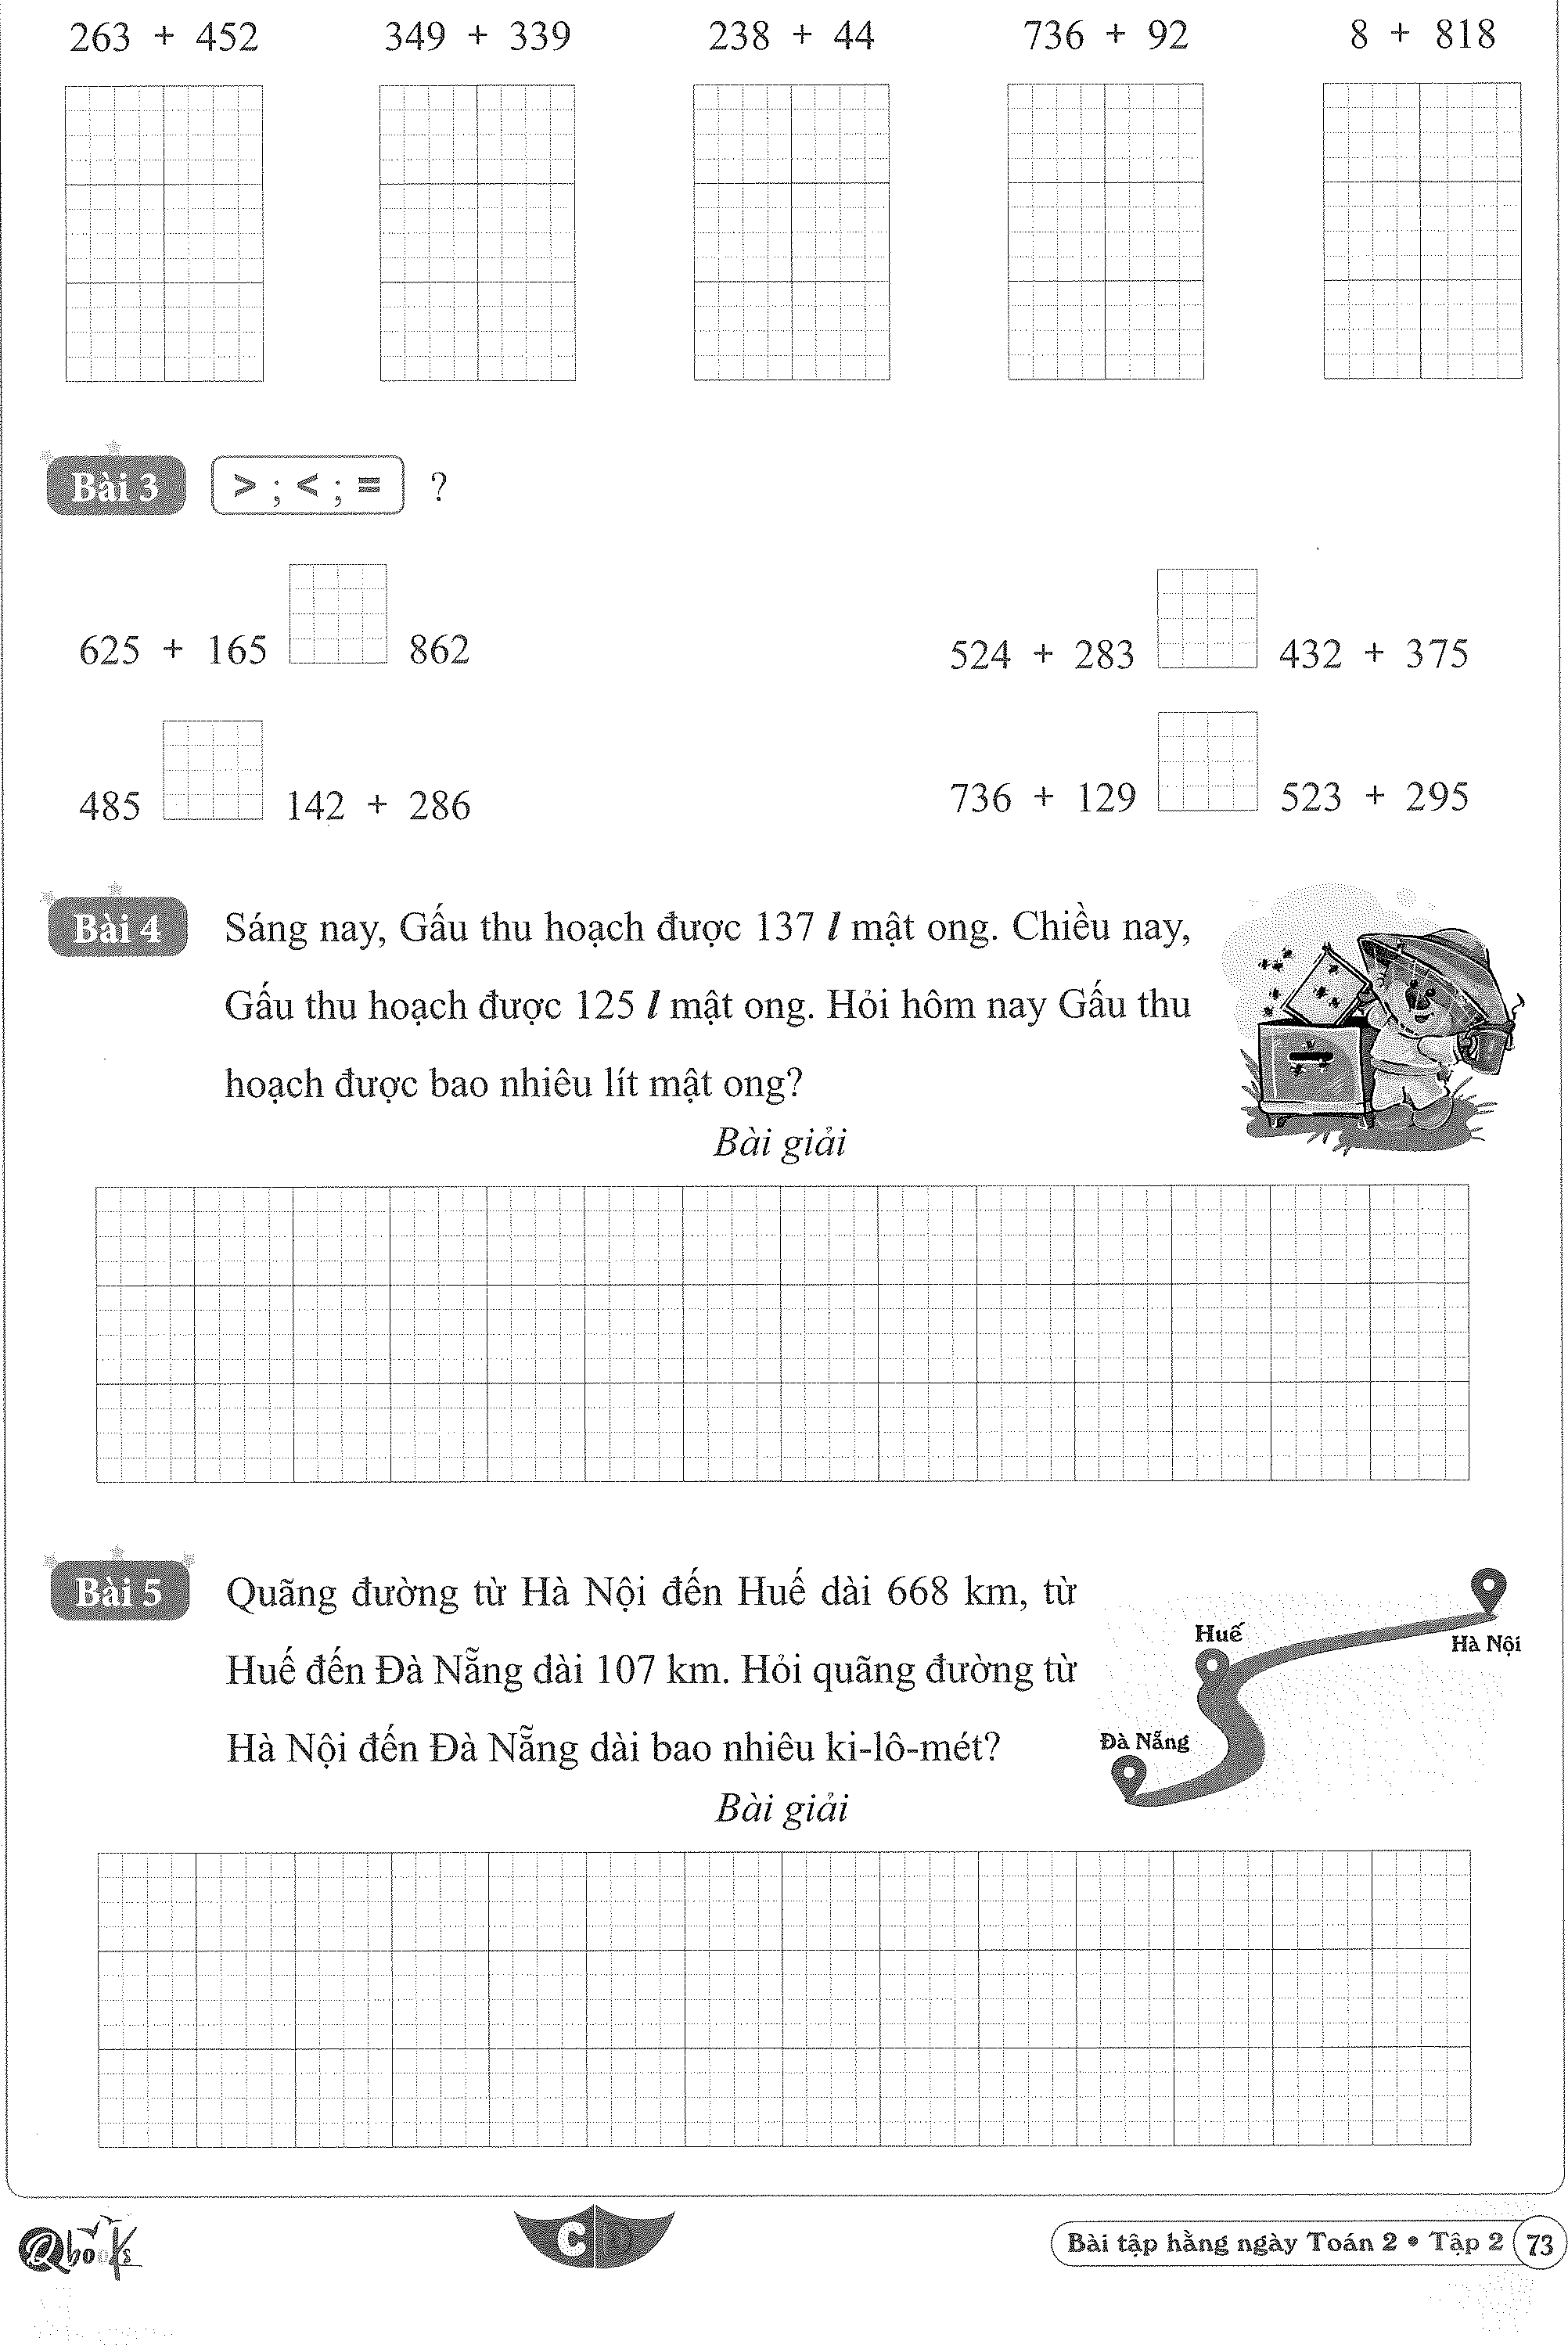 263 + 452 349 + 339 238 + 44 736 + 92 8 + 818
Bài 3 > ; < ; = ?
625 + 165 862 524 + 283 432 + 375
485 142 + 286 736 + 129 523 + 295
Bài 4 Sáng nay, Gấu thu hoạch được 137 l mật ong. Chiều nay,
Gấu thu hoạch được 125 l mật ong. Hỏi hôm nay Gấu thu
hoạch được bao nhiêu lít mật ong?
Bài giải
Bài 5 Quãng đường từ Hà Nội đến Huế dài 668 km, từ
Huế đến Đà Nẵng dài 107 km. Hỏi quãng đường từ
Hà Nội đến Đà Nẵng dài bao nhiêu ki-lô-mét?
Huế
Hà Nội
Đà Nẵng
Bài giải
Qbooks CD Bài tập hằng ngày Toán 2 • Tập 2 73